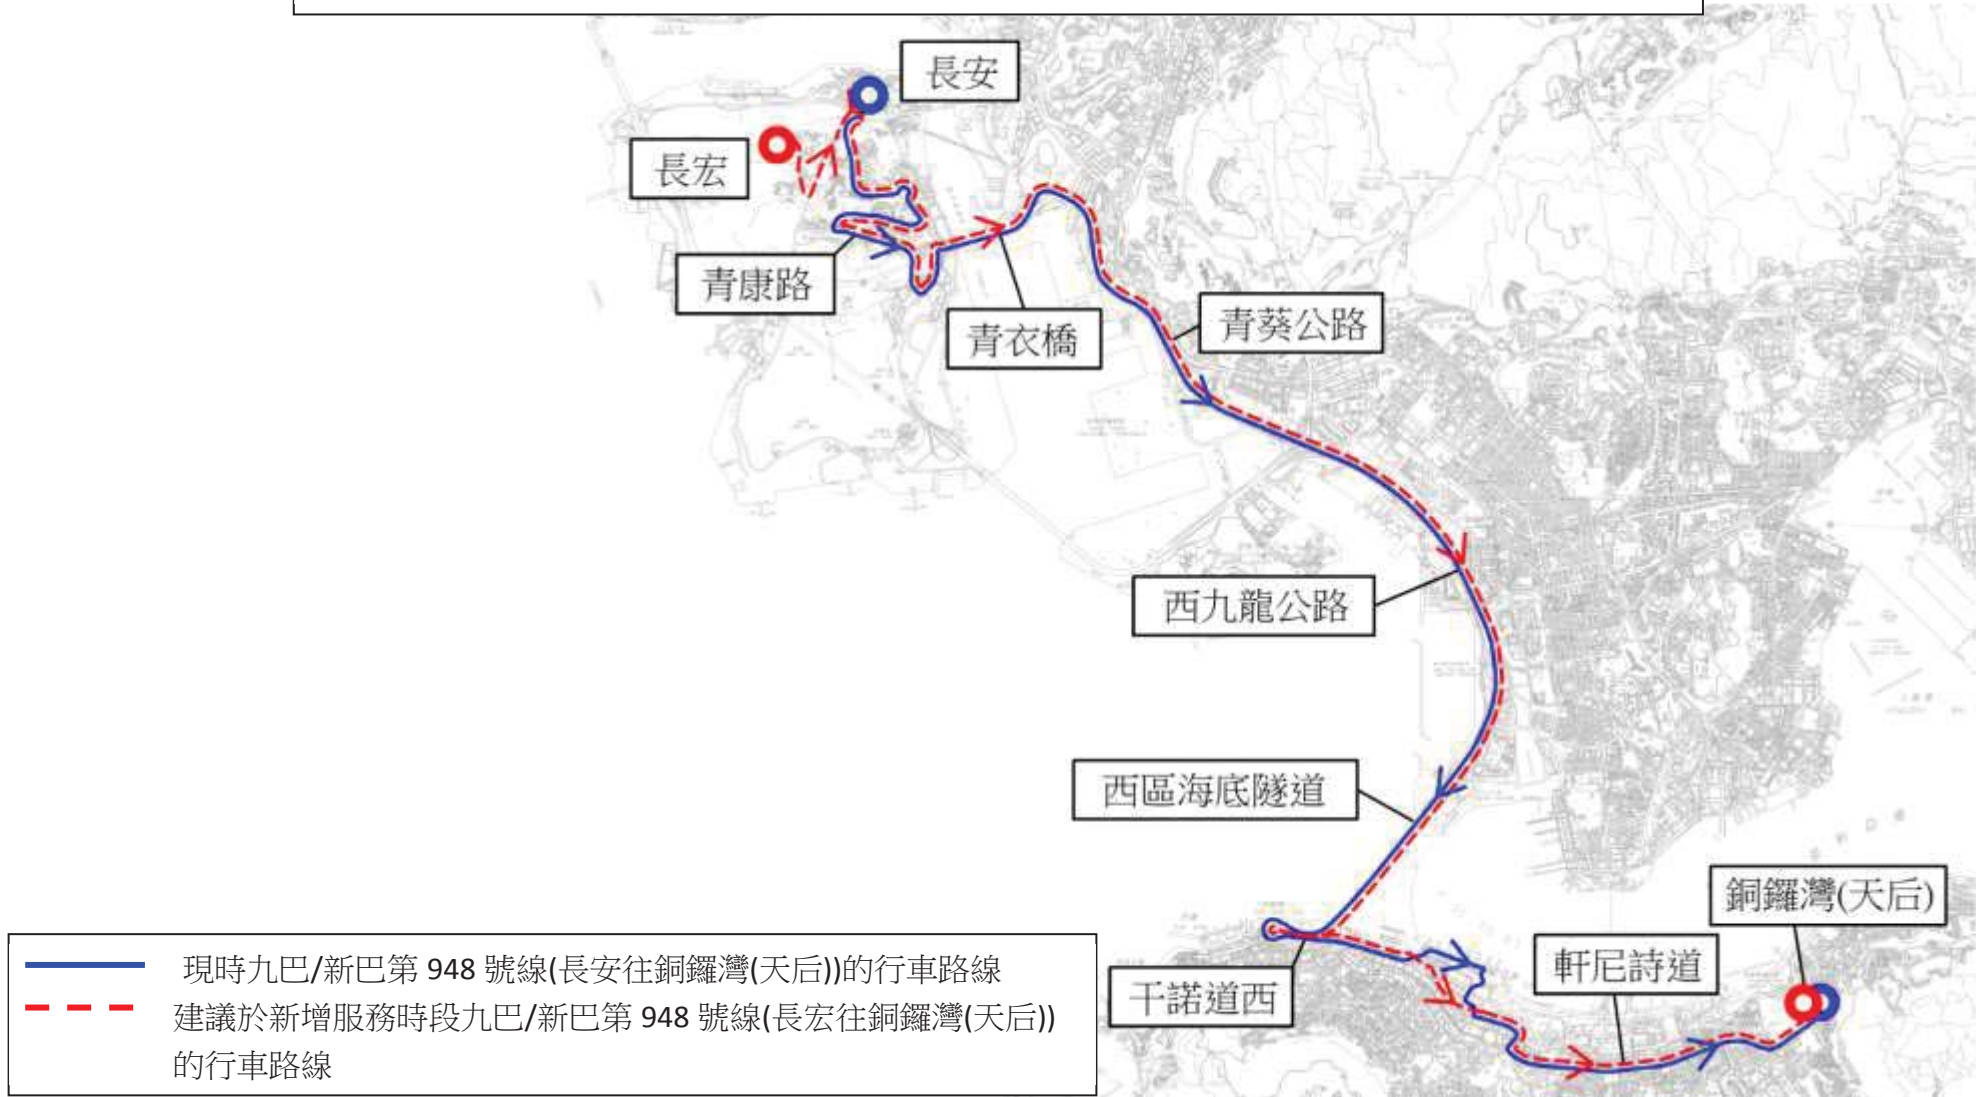 長安
長宏
青康路
青衣橋
青葵公路
西九龍公路
西區海底隧道
銅鑼灣(天后)
軒尼詩道
干諾道西
現時九巴/新巴第 948 號線(長安往銅鑼灣(天后))的行車路線
建議於新增服務時段九巴/新巴第 948 號線(長宏往銅鑼灣(天后))
的行車路線